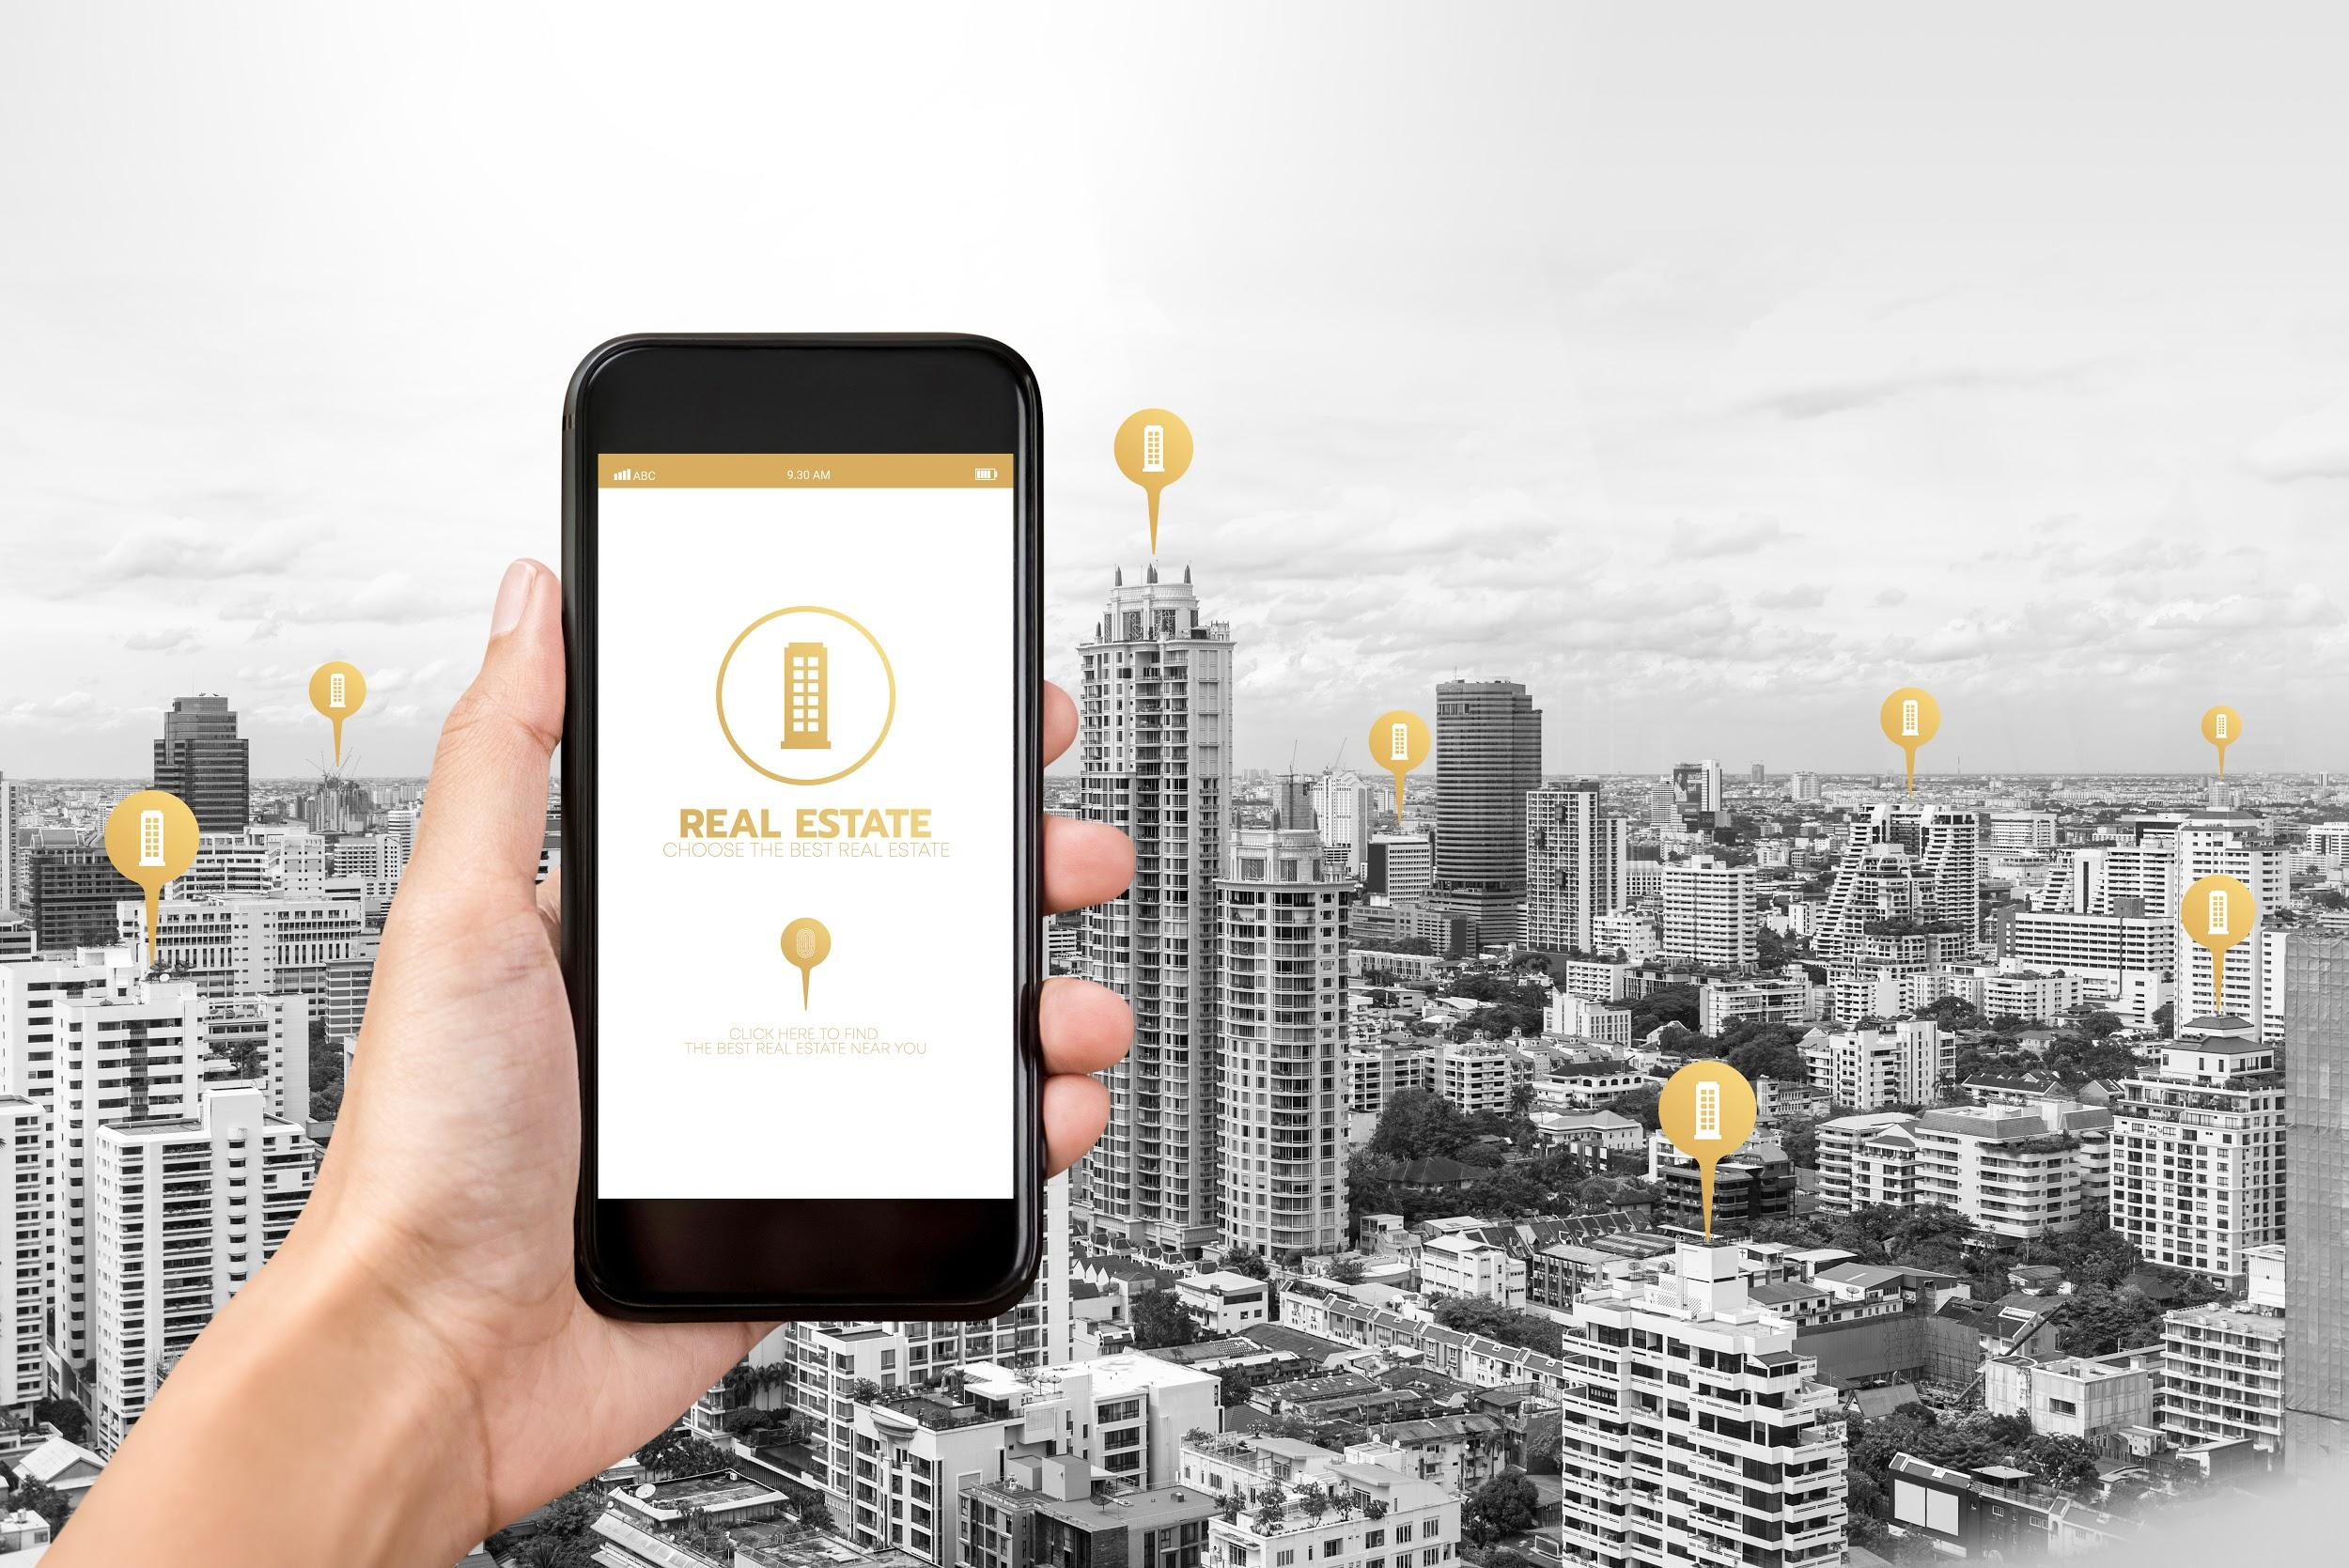 ABC 9.30 AM
REAL ESTATE
CHOOSE THE BEST REAL ESTATE
CLICK HERE TO FIND
THE BEST REAL ESTATE NEAR YOU